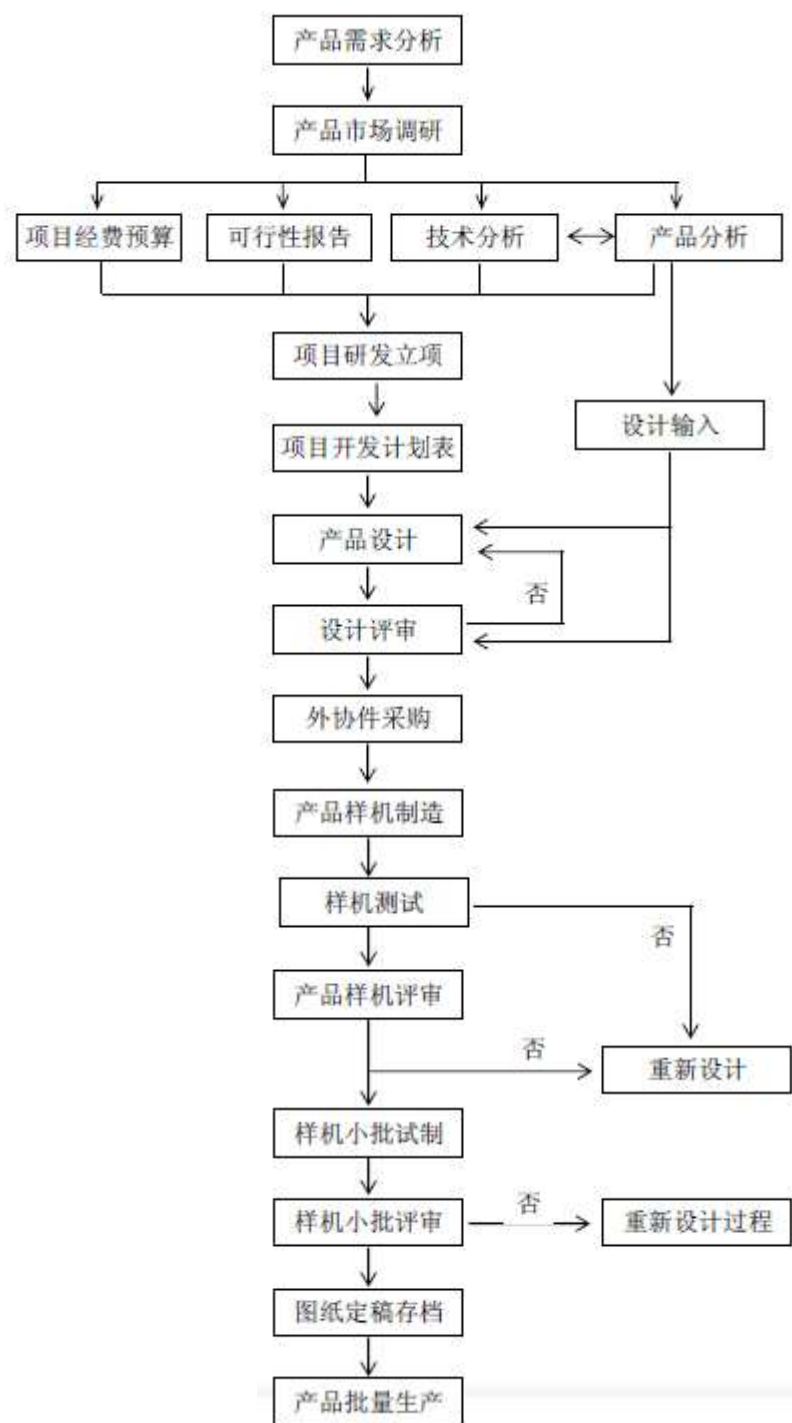 产品需求分析
产品市场调研
项目经费预算 可行性报告 技术分析 产品分析
项目研发立项
设计输入
项目开发计划表
产品设计
否
设计评审
外协件采购
产品样机制造
样机测试
否
产品样机评审
否
重新设计
样机小批试制
样机小批评审 否 重新设计过程
图纸定稿存档
产品批量生产